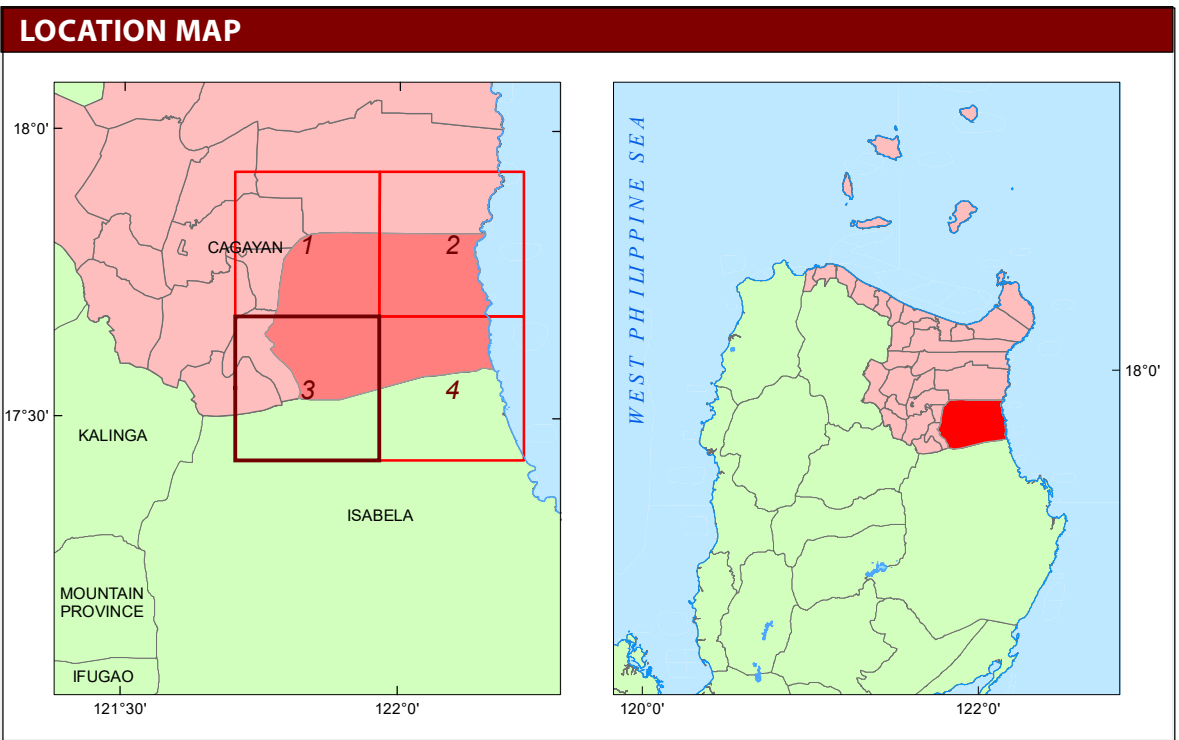 LOCATION MAP
18°0'
CAGAYAN
1
2
3
4
17°30'
KALINGA
ISABELA
MOUNTAIN
PROVINCE
IFUGAO
121°30'
122°0'
WEST PHILIPPINE SEA
18°0'
120°0'
122°0'